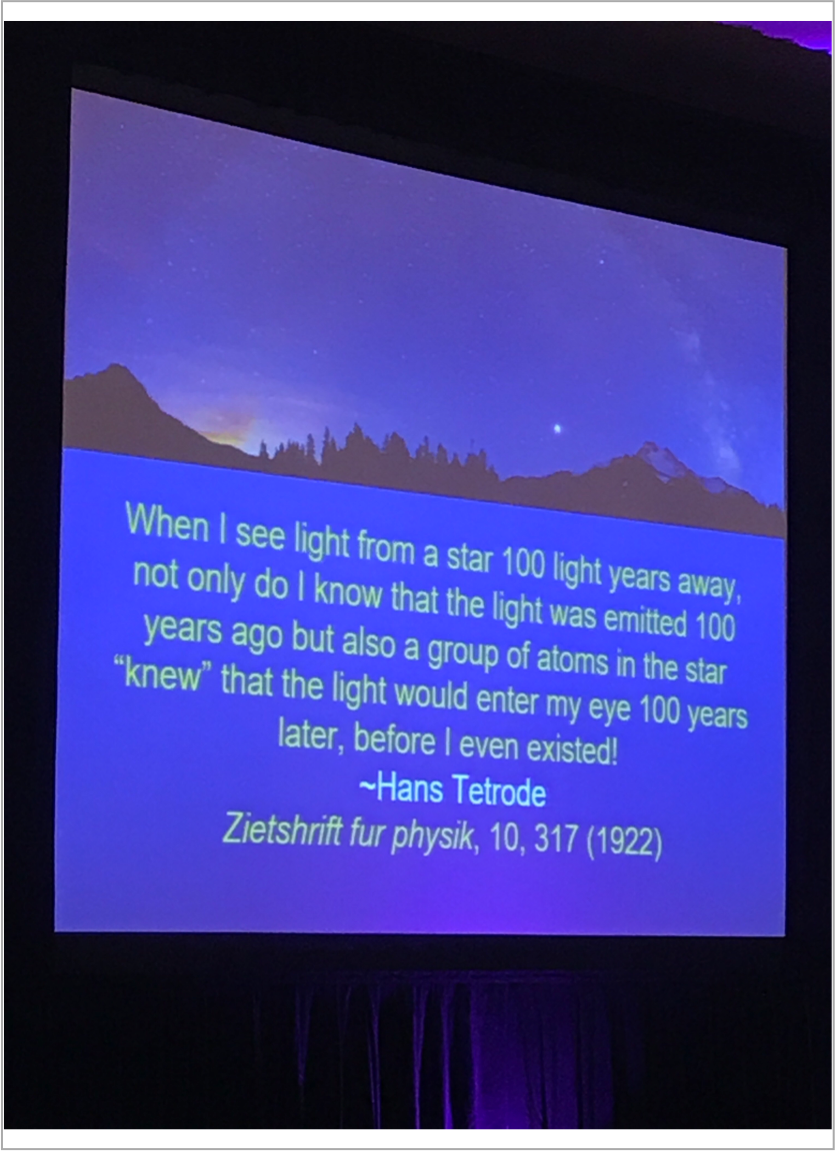 When I see light from a star 100 light years away,
not only do I know that the light was emitted 100
years ago but also a group of atoms in the star
“knew” that the light would enter my eye 100 years
later, before I even existed!
~Hans Tetrode
Zietshrift fur physik, 10, 317 (1922)